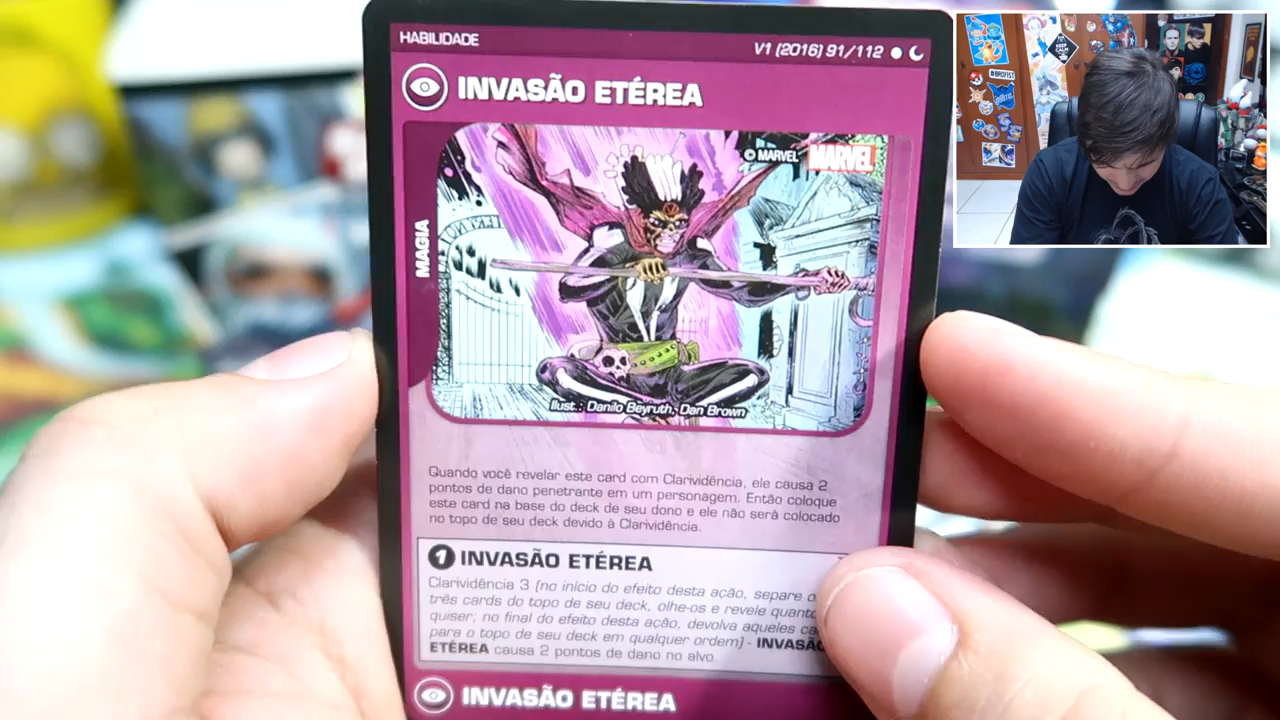 HABILIDADE
V1 (2016) 91/112
INVASÃO ETÉREA
© MARVEL MARVEL
MAGIA
Ilust.: Danilo Beyruth, Dan Brown
Quando você revelar este card com Clarividência, ele causa 2
pontos de dano penetrante em um personagem. Então coloque
este card na base do deck de seu dono e ele não será colocado
no topo de seu deck devido à Clarividência.
1 INVASÃO ETÉREA
Clarividência 3 (no início do efeito desta ação, separe
três cards do topo de seu deck, olhe-os e revele
quiser; no final do efeito desta ação, devolva aqueles
para o topo de seu deck em qualquer ordem) - INVASÃO
ETÉREA causa 2 pontos de dano no alvo.
INVASÃO ETÉREA
KEEP
CALM
#BROFIST